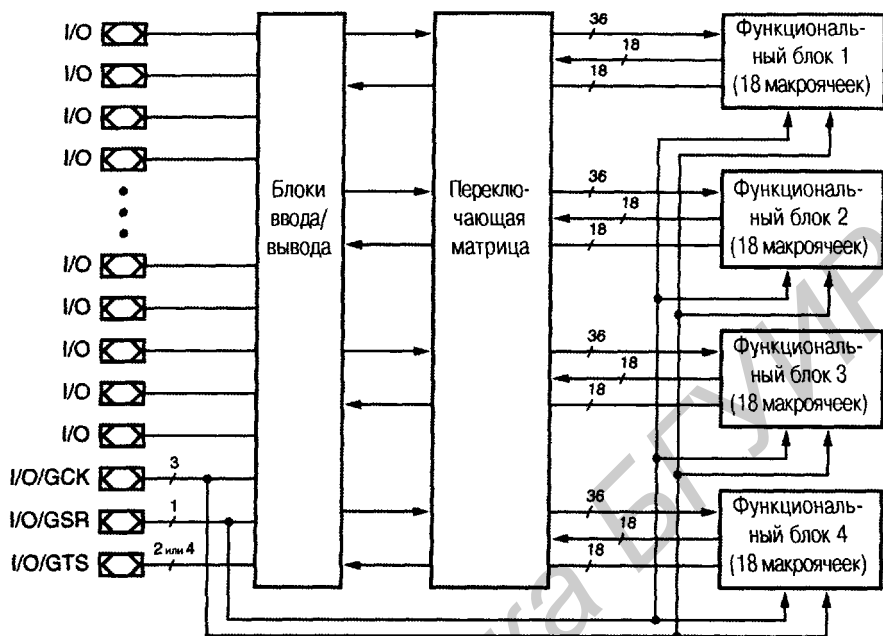 I/O
I/O
I/O
I/O
I/O
I/O
I/O
I/O
I/O
I/O/GCK
3
I/O/GSR
1
I/O/GTS
2 или 4
Блоки
ввода/
вывода
Переклю-
чающая
матрица
36
18
18
Функциональ-
ный блок 1
(18 макроячеек)
36
18
18
Функциональ-
ный блок 2
(18 макроячеек)
36
18
18
Функциональ-
ный блок 3
(18 макроячеек)
36
18
18
Функциональ-
ный блок 4
(18 макроячеек)
ка БГУИР